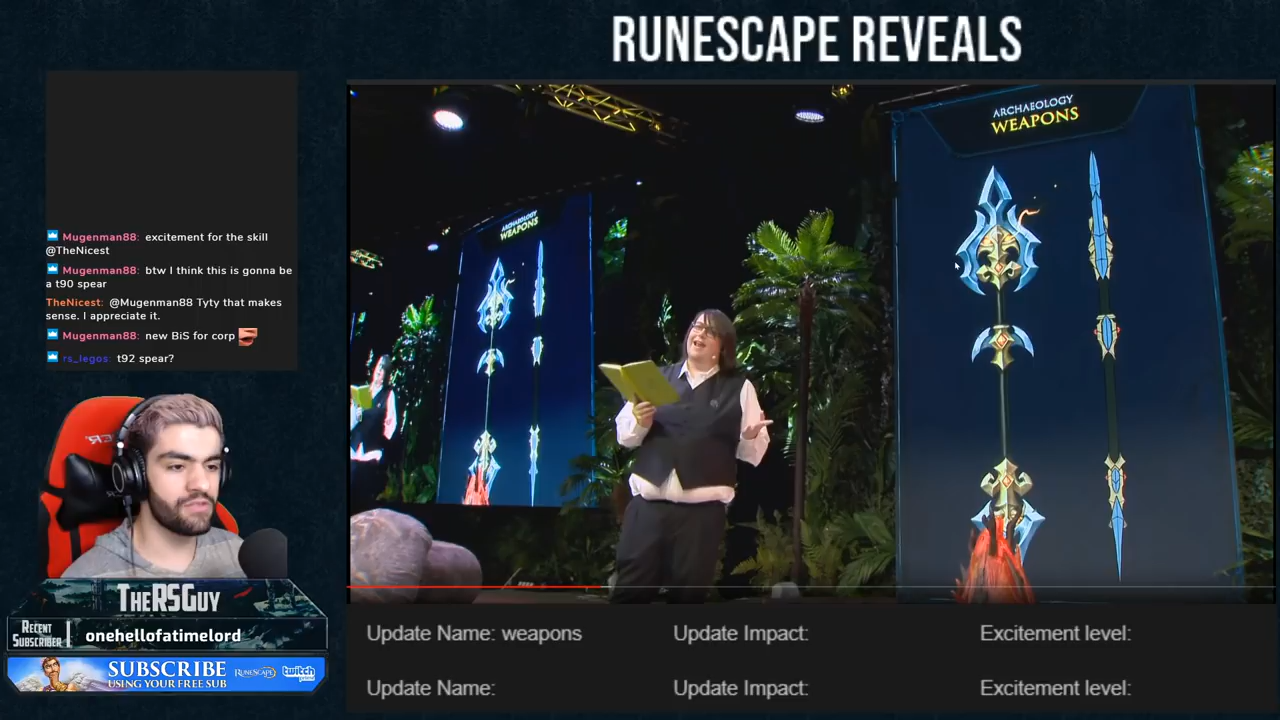 RUNESCAPE REVEALS
Mugenman88: excitement for the skill
@TheNicest
Mugenman88: btw I think this is gonna be
a t90 spear
TheNicest: @Mugenman88 Tyty that makes
sense. I appreciate it.
Mugenman88: new BiS for corp
rs_legos: t92 spear?
ARCHAEOLOGY
WEAPONS
ARCHAEOLOGY
WEAPONS
THERSGUY
RECENT
SUBSCRIBER
onehellofatimelord
SUBSCRIBE
USING YOUR FREE SUB
RUNESCAPE
twitch
prime
Update Name: weapons
Update Impact:
Excitement level:
Update Name:
Update Impact:
Excitement level: